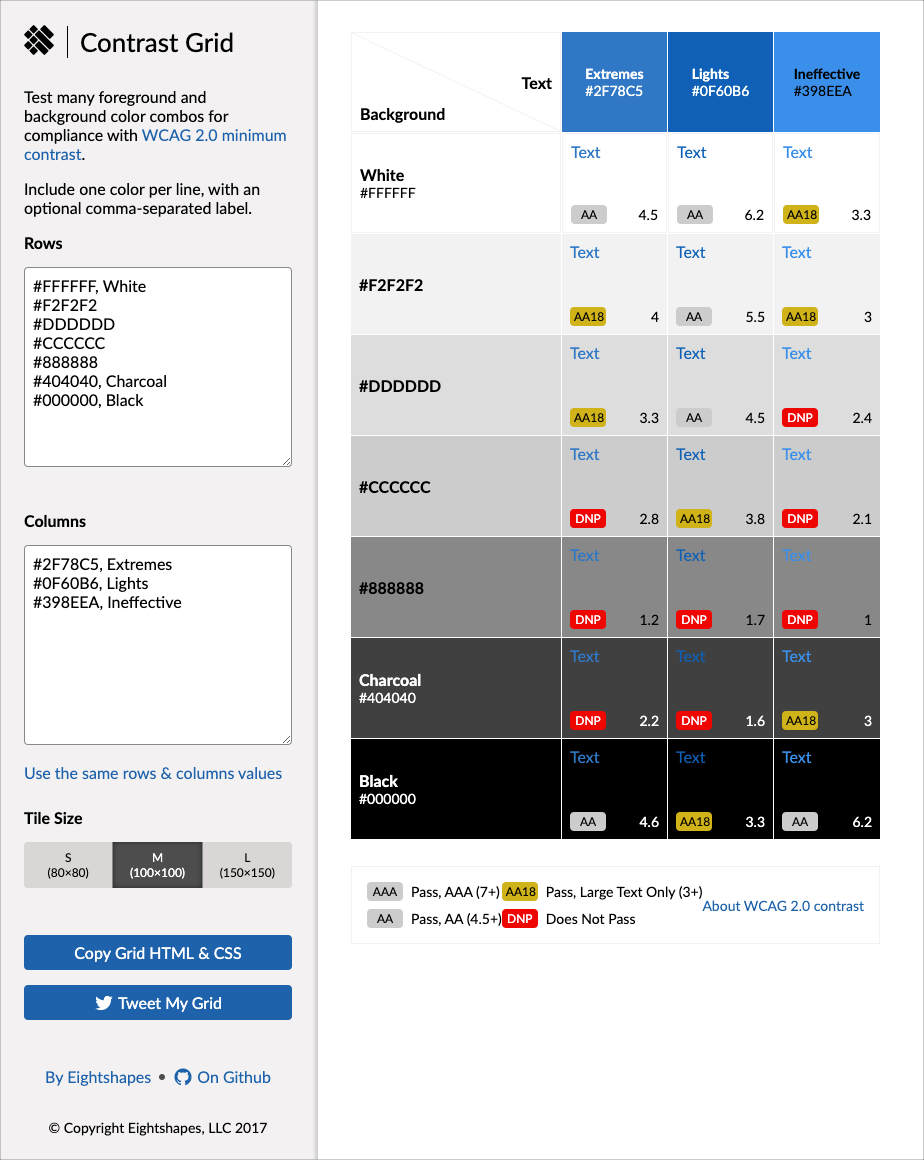 Contrast Grid
Test many foreground and
background color combos for
compliance with WCAG 2.0 minimum
contrast.
Include one color per line, with an
optional comma-separated label.
Rows
#FFFFFF, White
#F2F2F2
#DDDDDD
#CCCCCC
#888888
#404040, Charcoal
#000000, Black
Columns
#2F78C5, Extremes
#0F60B6, Lights
#398EEA, Ineffective
Use the same rows & columns values
Tile Size
S
(80×80)
M
(100×100)
L
(150×150)
Copy Grid HTML & CSS
Tweet My Grid
By Eightshapes • On Github
© Copyright Eightshapes, LLC 2017
Text
Background
Extremes
#2F78C5
Lights
#0F60B6
Ineffective
#398EEA
White
#FFFFFF
Text
AA 4.5
Text
AA 6.2
Text
AA18 3.3
#F2F2F2
Text
AA18 4
Text
AA 5.5
Text
AA18 3
#DDDDDD
Text
AA18 3.3
Text
AA 4.5
Text
DNP 2.4
#CCCCCC
Text
DNP 2.8
Text
AA18 3.8
Text
DNP 2.1
#888888
Text
DNP 1.2
Text
DNP 1.7
Text
DNP 1
Charcoal
#404040
Text
DNP 2.2
Text
DNP 1.6
Text
AA18 3
Black
#000000
Text
AA 4.6
Text
AA18 3.3
Text
AA 6.2
AAA Pass, AAA (7+) AA18 Pass, Large Text Only (3+)
AA Pass, AA (4.5+) DNP Does Not Pass
About WCAG 2.0 contrast